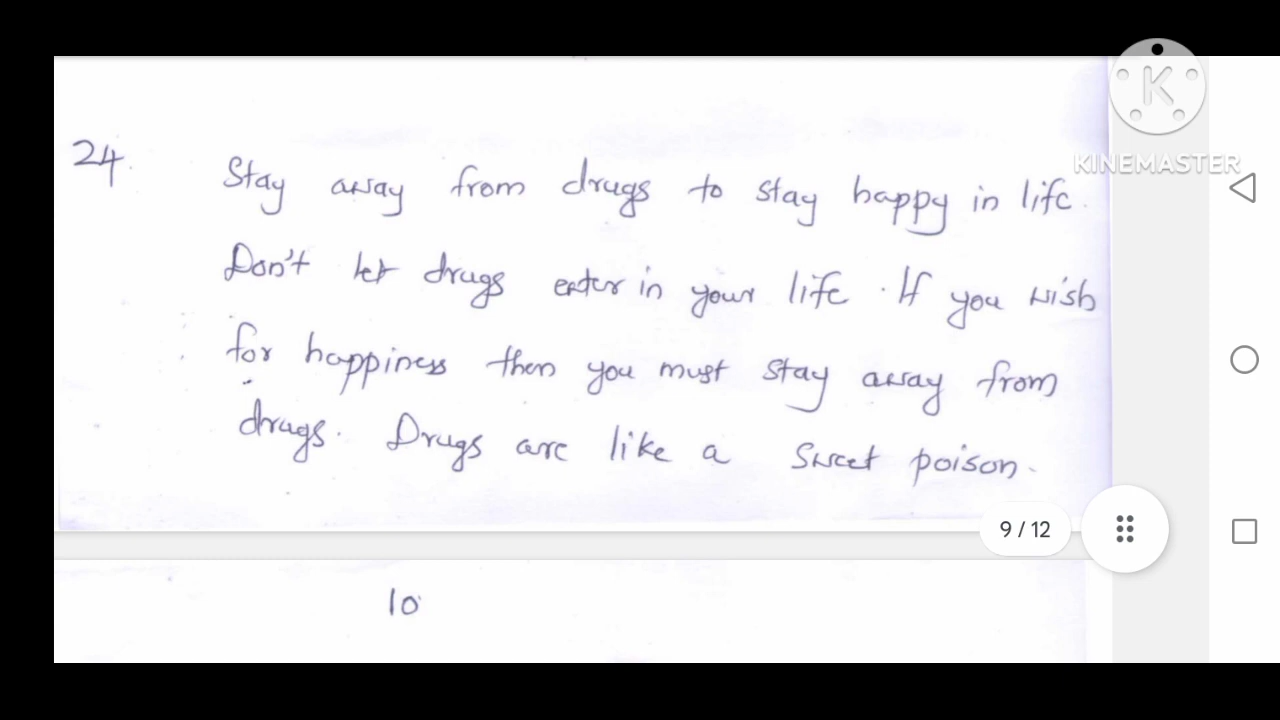 KINEMASTER
24. Stay away from drugs to stay happy in life.
Don't let drugs enter in your life. If you wish
for happiness then you must stay away from
drugs. Drugs are like a sweet poison.
9 / 12
10